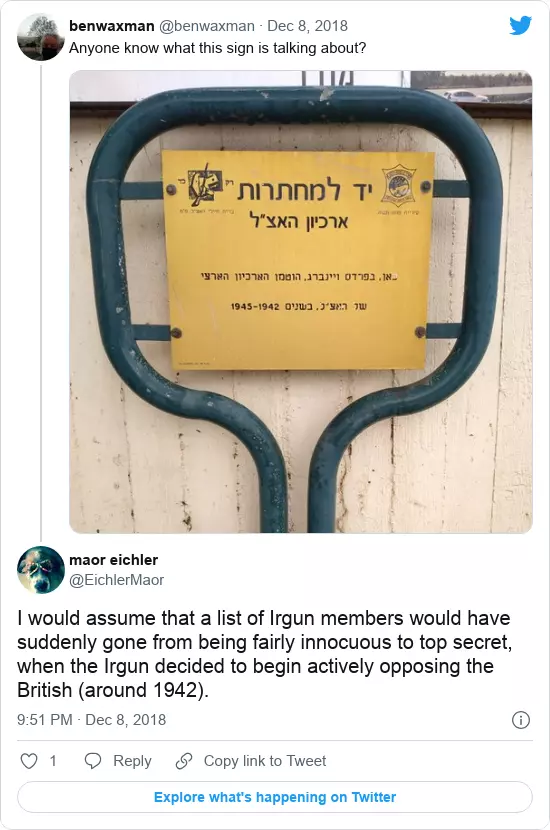 benwaxman @benwaxman · Dec 8, 2018
Anyone know what this sign is talking about?
יד למחתרות
ארכיון האצ"ל
כאן, בפרדס ויינברג, הוטמן הארכיון הארצי
של האצ"ל, בשנים 1945-1942
רק כך
maor eichler
@EichlerMaor
I would assume that a list of Irgun members would have
suddenly gone from being fairly innocuous to top secret,
when the Irgun decided to begin actively opposing the
British (around 1942).
9:51 PM · Dec 8, 2018
1 Reply Copy link to Tweet
Explore what's happening on Twitter